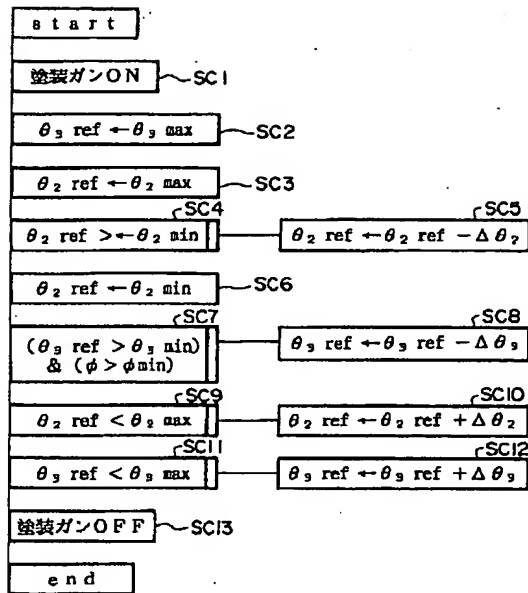 start
塗装ガンON
SC1
θ₃ ref ← θ₃ max
SC2
θ₂ ref ← θ₂ max
SC3
SC4
SC5
θ₂ ref >← θ₂ min
θ₂ ref ← θ₂ ref − Δθ₂
θ₂ ref ← θ₂ min
SC6
SC7
SC8
(θ₃ ref > θ₃ min)
& (φ > φmin)
θ₃ ref ← θ₃ ref − Δθ₃
SC9
SC10
θ₂ ref < θ₂ max
θ₂ ref ← θ₂ ref + Δθ₂
SC11
SC12
θ₃ ref < θ₃ max
θ₃ ref ← θ₃ ref + Δθ₃
塗装ガンOFF
SC13
end